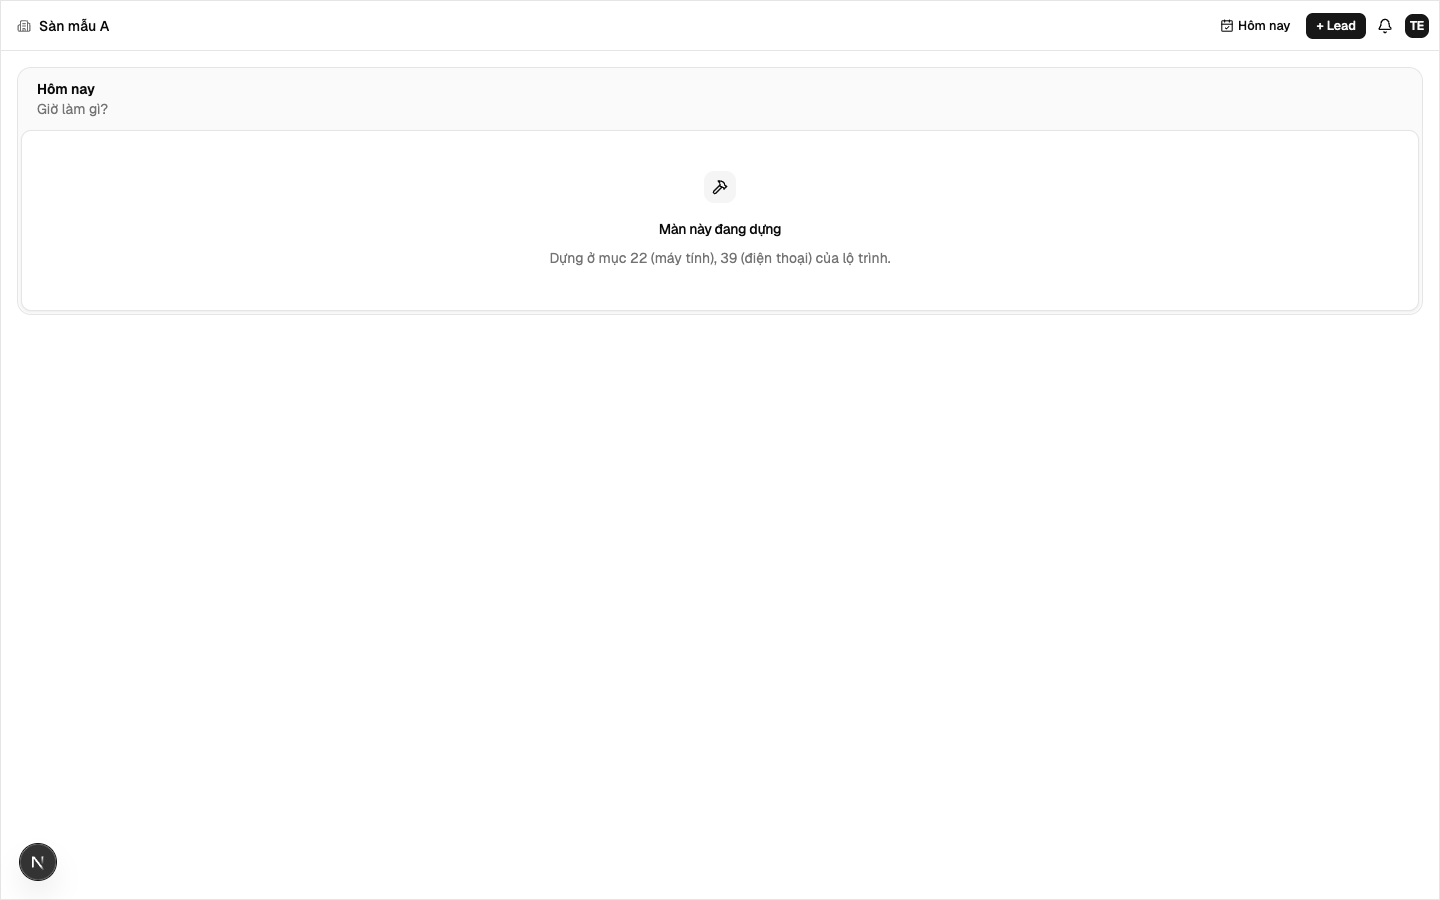 Sàn mẫu A
Hôm nay
+ Lead
TE
Hôm nay
Giờ làm gì?
Màn này đang dựng
Dựng ở mục 22 (máy tính), 39 (điện thoại) của lộ trình.
N